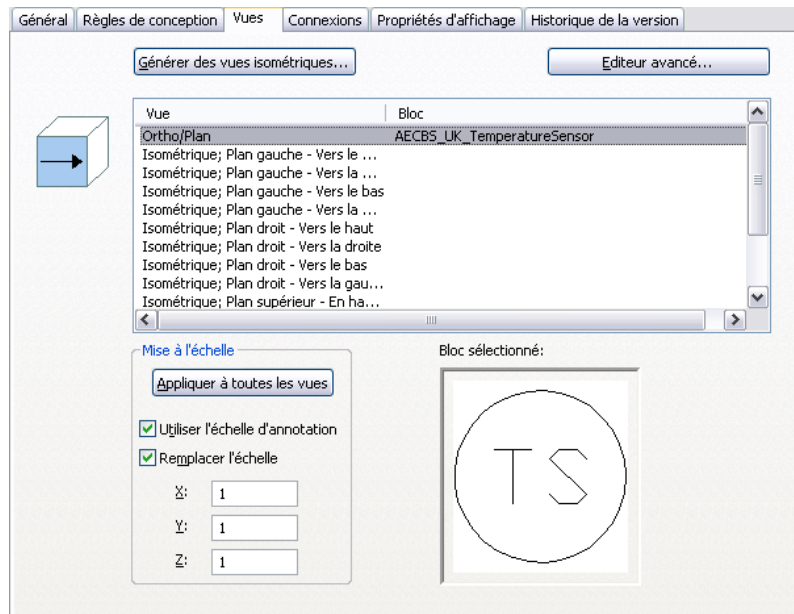 Général Règles de conception Vues Connexions Propriétés d'affichage Historique de la version
Générer des vues isométriques... Editeur avancé...
Vue Bloc
Ortho/Plan AECBS_UK_TemperatureSensor
Isométrique; Plan gauche - Vers le ...
Isométrique; Plan gauche - Vers la ...
Isométrique; Plan gauche - Vers le bas
Isométrique; Plan gauche - Vers la ...
Isométrique; Plan droit - Vers le haut
Isométrique; Plan droit - Vers la droite
Isométrique; Plan droit - Vers le bas
Isométrique; Plan droit - Vers la gau...
Isométrique; Plan supérieur - En ha...
Mise à l'échelle Bloc sélectionné:
Appliquer à toutes les vues
Utiliser l'échelle d'annotation
Remplacer l'échelle
X: 1
Y: 1
Z: 1
TS